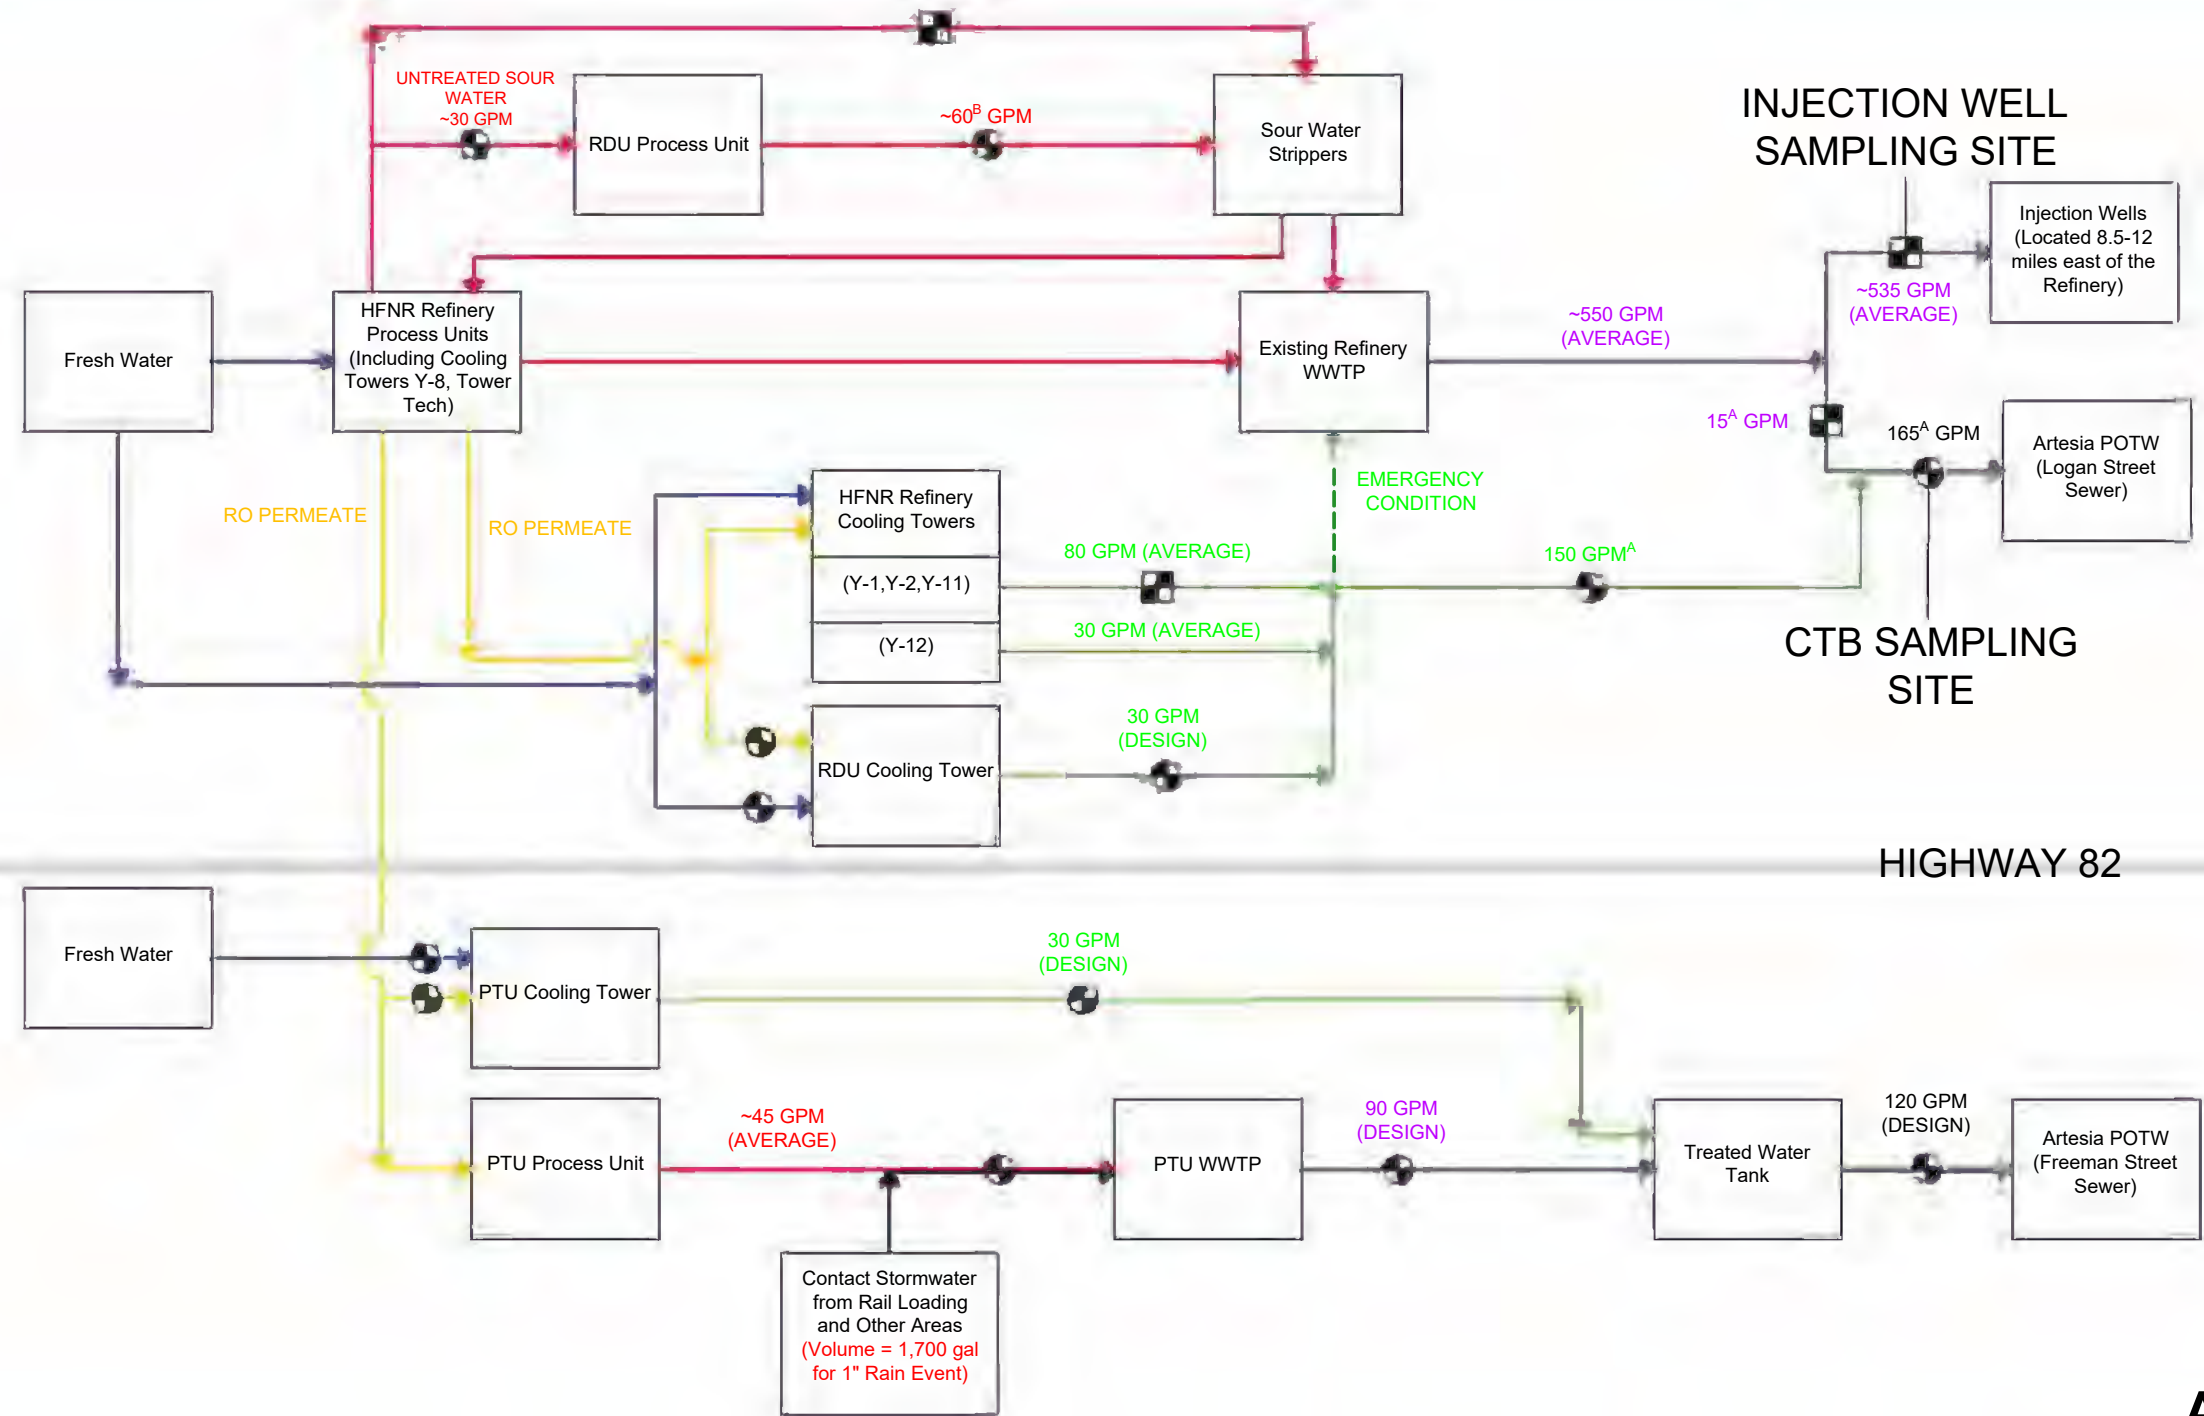 UNTREATED SOUR
WATER
~30 GPM
RDU Process Unit
~60ᴮ GPM
Sour Water
Strippers
INJECTION WELL
SAMPLING SITE
Injection Wells
(Located 8.5-12
miles east of the
Refinery)
~535 GPM
(AVERAGE)
Fresh Water
HFNR Refinery
Process Units
(Including Cooling
Towers Y-8, Tower
Tech)
Existing Refinery
WWTP
~550 GPM
(AVERAGE)
15ᴬ GPM
165ᴬ GPM
Artesia POTW
(Logan Street
Sewer)
RO PERMEATE
RO PERMEATE
HFNR Refinery
Cooling Towers
(Y-1,Y-2,Y-11)
(Y-12)
80 GPM (AVERAGE)
30 GPM (AVERAGE)
EMERGENCY
CONDITION
150 GPMᴬ
CTB SAMPLING
SITE
RDU Cooling Tower
30 GPM
(DESIGN)
HIGHWAY 82
Fresh Water
PTU Cooling Tower
30 GPM
(DESIGN)
PTU Process Unit
~45 GPM
(AVERAGE)
PTU WWTP
90 GPM
(DESIGN)
Treated Water
Tank
120 GPM
(DESIGN)
Artesia POTW
(Freeman Street
Sewer)
Contact Stormwater
from Rail Loading
and Other Areas
(Volume = 1,700 gal
for 1" Rain Event)